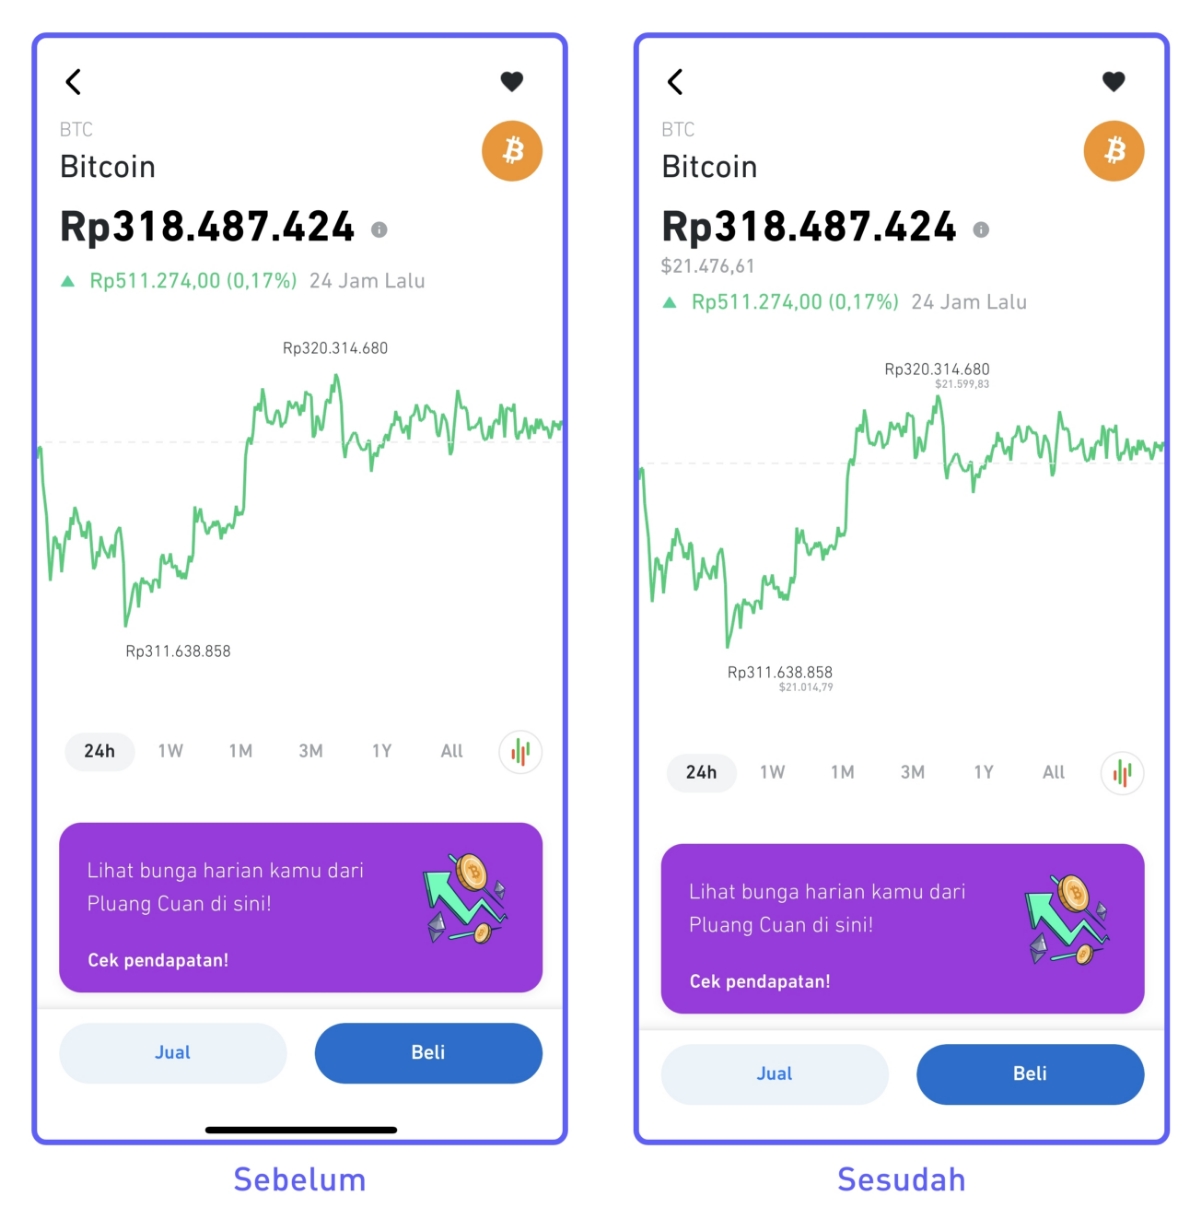 BTC
Bitcoin
Rp318.487.424
Rp511.274,00 (0,17%) 24 Jam Lalu
Rp320.314.680
Rp311.638.858
24h 1W 1M 3M 1Y All
Lihat bunga harian kamu dari
Pluang Cuan di sini!
Cek pendapatan!
Jual Beli
Sebelum
BTC
Bitcoin
Rp318.487.424
$21.476,61
Rp511.274,00 (0,17%) 24 Jam Lalu
Rp320.314.680
$21.599,83
Rp311.638.858
$21.014,79
24h 1W 1M 3M 1Y All
Lihat bunga harian kamu dari
Pluang Cuan di sini!
Cek pendapatan!
Jual Beli
Sesudah